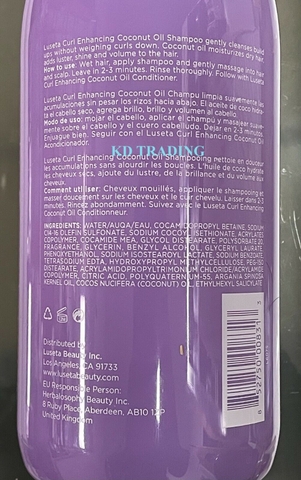 Luseta Curl Enhancing Coconut Oil Shampoo gently cleanses build
ups without weighing curls down. Coconut oil moisturizes dry hair,
adds luster, shine and volume to the hair.
How to use: Wet hair, apply shampoo and gently massage into hair
and scalp. Leave in 2-3 minutes. Rinse thoroughly. Follow with Luseta
Curl Enhancing Coconut Oil Conditioner.
Luseta Curl Enhancing Coconut Oil Champu limpia suavemente las
acumulaciones sin pesar los rizos hacia abajo. El aceite de coco hidrata
el cabello seco, agrega brillo, brillo y volumen al cabello.
Modo de uso: mojar el cabello, aplicar el champu y masajear suave-
mente sobre el cabello y el cuero cabelludo. Dejar en 2-3 minutos.
Enjuague bien. Seguir con el Luseta Curl Enhancing Coconut Oil
Acondicionador.
KD TRADING
Luseta Curl Enhancing Coconut Oil Shampooing nettoie en douceur
les accumulations sans alourdir les boucles. L'huile de coco hydrate
les cheveux secs, ajoute du lustre, de la brillance et du volume aux
cheveux.
Comment utiliser: Cheveux mouillés, appliquer le shampooing et
masser doucement sur les cheveux et le cuir chevelu. Laisser dans 2-3
minutes. Rincez abondamment. Suivez avec le Luseta Curl Enhancing
Coconut Oil Conditionneur.
INGREDIENTS: WATER/AUQA/EAU, COCAMIDOPROPYL BETAINE, SODIUM
C14-16 OLEFIN SULFONATE, SODIUM COCOYL ISETHIONATE, ACRYLATES
COPOLYMER, COCAMIDE MEA, GLYCOL DISTEARATE, POLYSORBATE 20,
FRAGRANCE, GLYCERIN, BENZYL ALCOHOL, GLYCERYL LAURATE,
PHENOXYETHANOL, SODIUM ISOSTEAROYL LACTATE, SODIUM BENZOATE,
TETRASODIUM EDTA, HYDROXYPROPYL METHYLCELLULOSE, PEG-150
DISTEARATE, ACRYLAMIDOPROPYLTRIMONIUM CHLORIDE/ACRYLAMIDE
COPOLYMER, CITRIC ACID, POLYQUATERNIUM-55, ARGANIA SPINOSA
KERNEL OIL, COCOS NUCIFERA (COCONUT) OIL, ETHYLHEXYL SALICYLATE
Distributed by
Luseta Beauty Inc.
Los Angeles, CA 91733
www.lusetabeauty.com
EU Responsible Person:
Herbalosophy Beauty Inc.
8 Ruby Place, Aberdeen, AB10 1ZP
United Kingdom
8 52750 00831 3